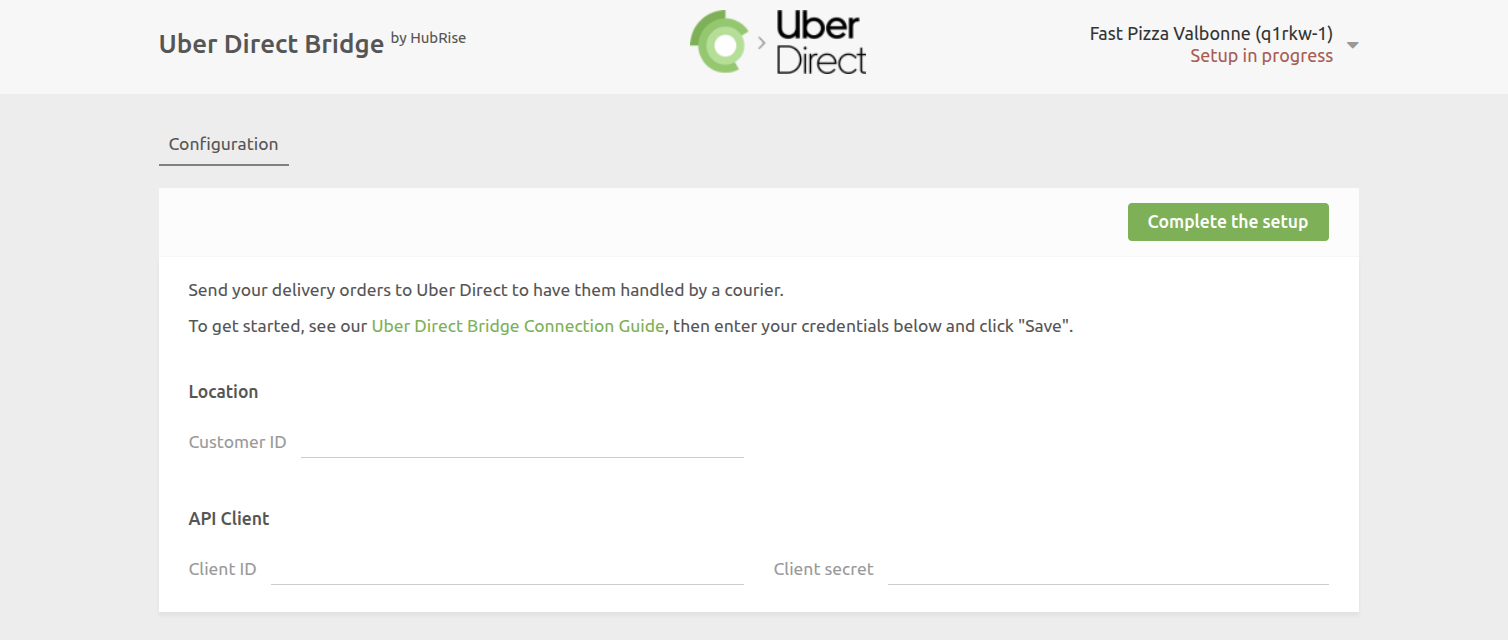 Uber Direct Bridge by HubRise
Uber
Direct
Fast Pizza Valbonne (q1rkw-1)
Setup in progress
Configuration
Complete the setup
Send your delivery orders to Uber Direct to have them handled by a courier.
To get started, see our Uber Direct Bridge Connection Guide, then enter your credentials below and click "Save".
Location
Customer ID
API Client
Client ID
Client secret